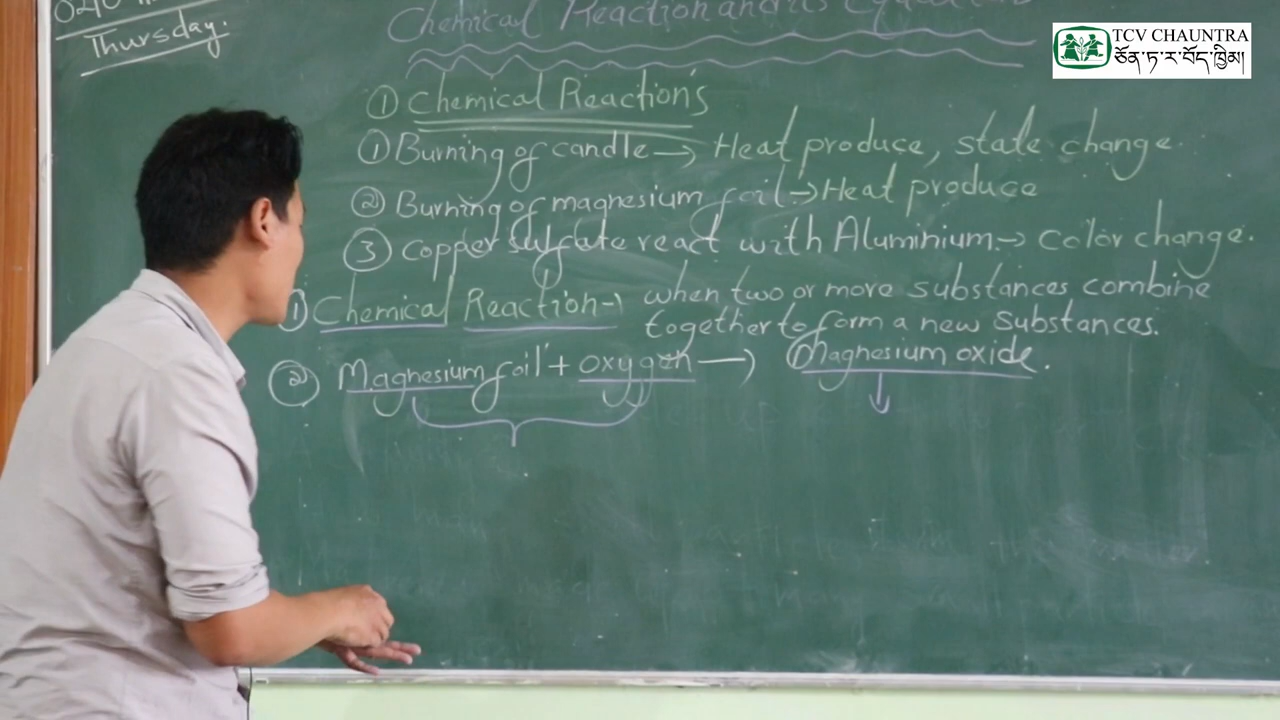 Thursday.
Chemical Reaction and its
TCV CHAUNTRA
ཅོན་ཏ་ར་བོད་ཁྱིམ།
① Chemical Reactions
① Burning of candle → Heat produce, state change.
② Burning of magnesium foil → Heat produce
③ Copper sulfate react with Aluminium → Color change.
① Chemical Reaction → when two or more substances combine
together to form a new substances.
② Magnesium foil + oxygen → Magnesium oxide.